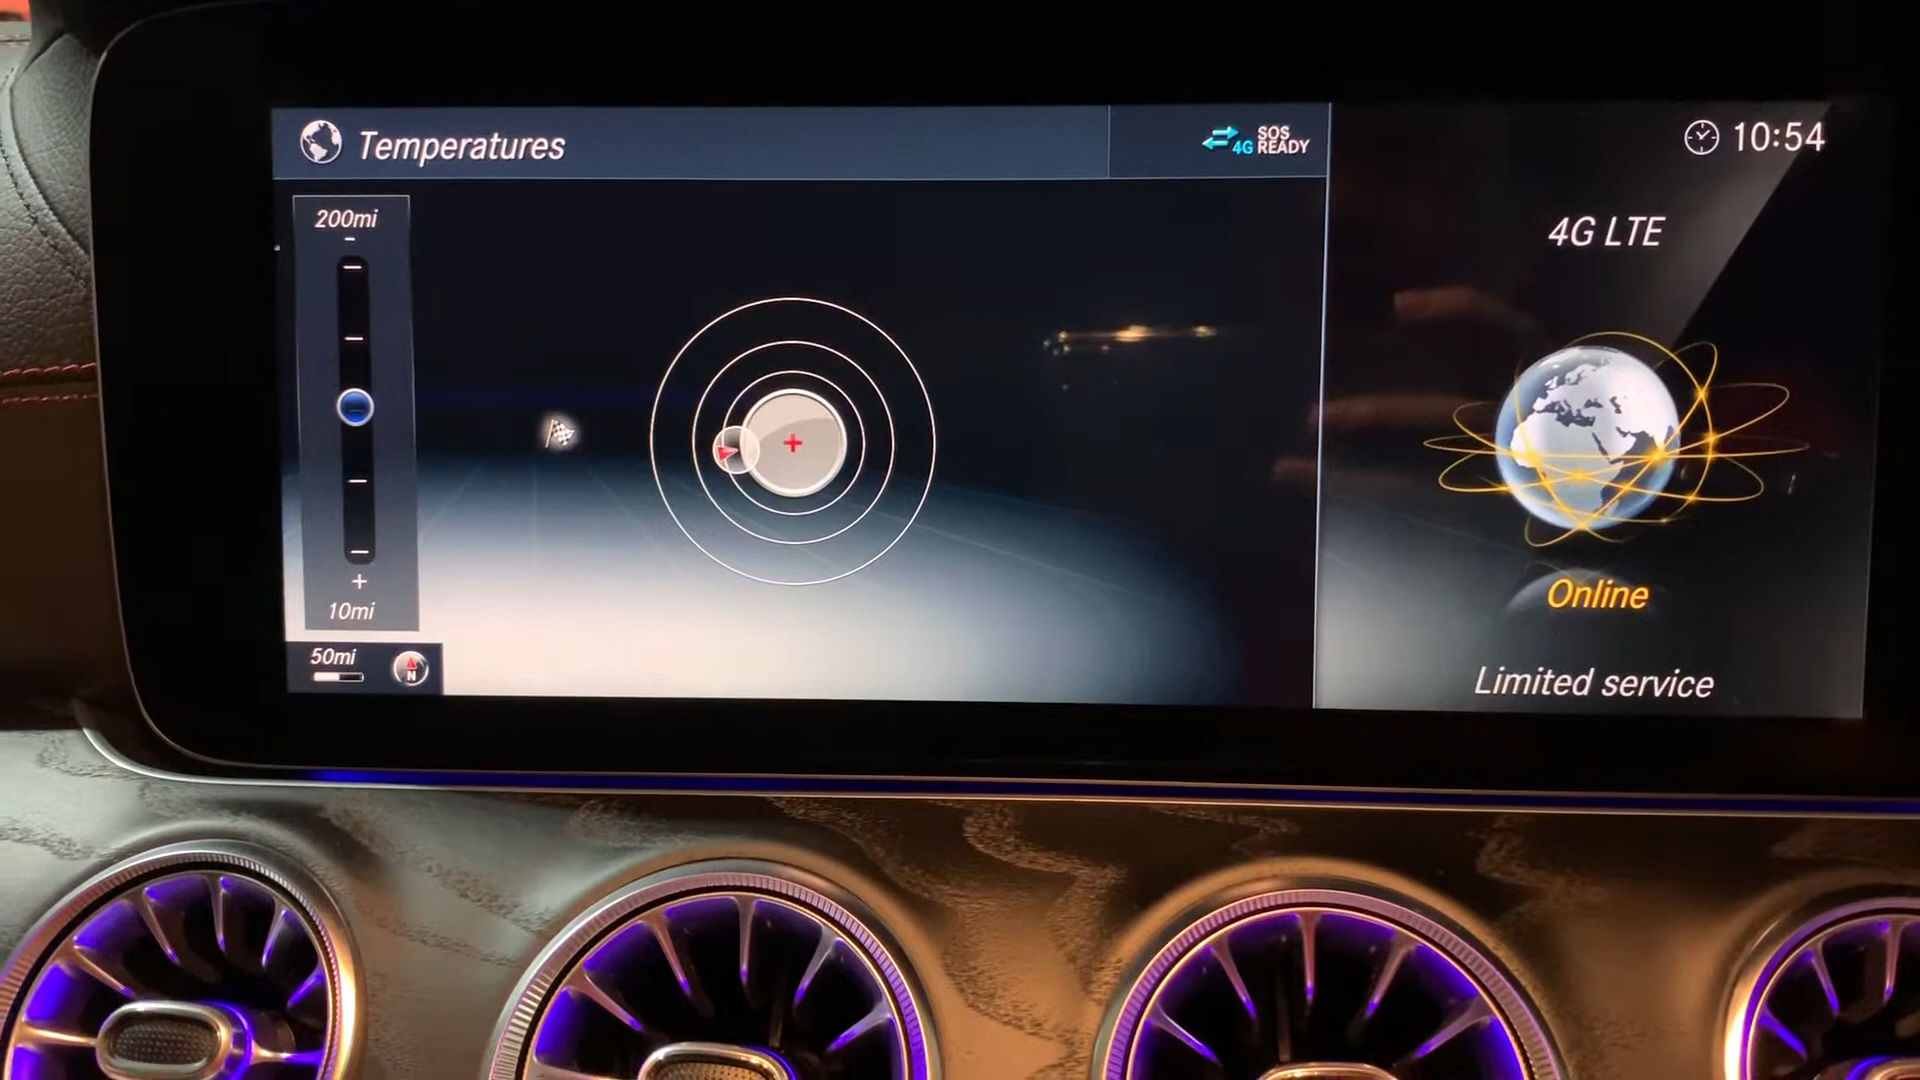 Temperatures
4G
SOS
READY
10:54
200mi
10mi
50mi
N
4G LTE
Online
Limited service